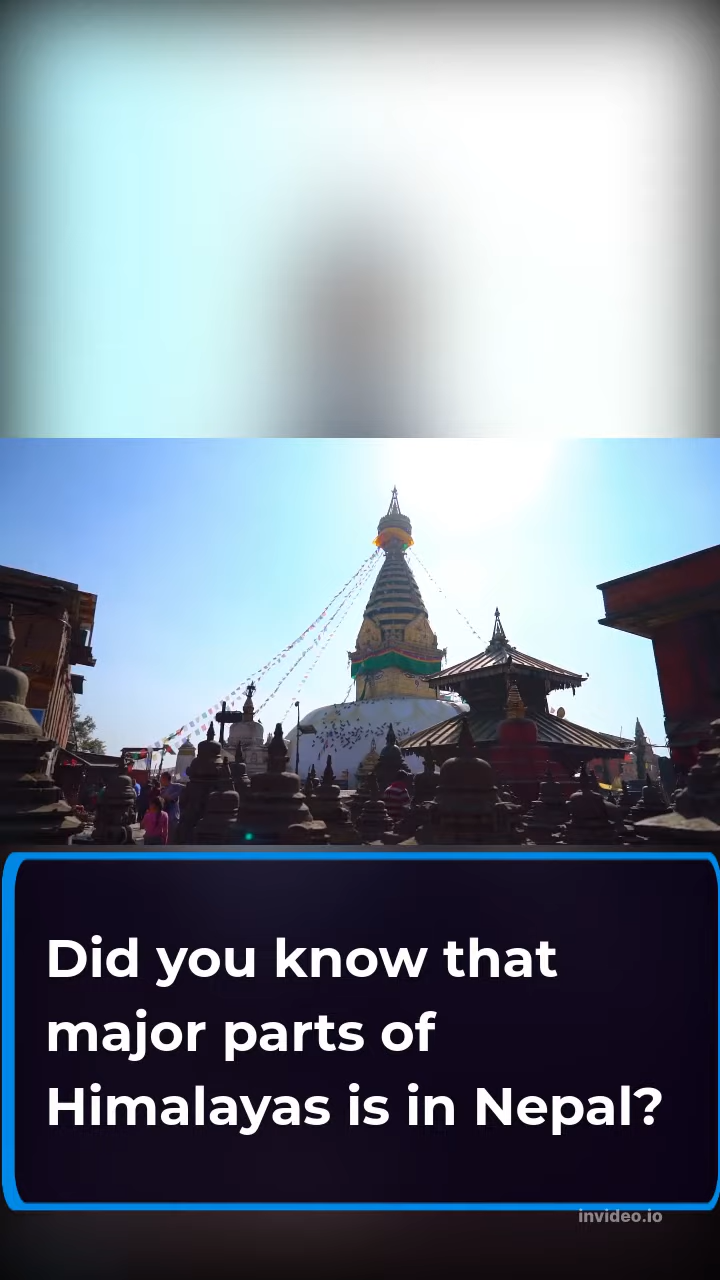 Did you know that
major parts of
Himalayas is in Nepal?
invideo.io